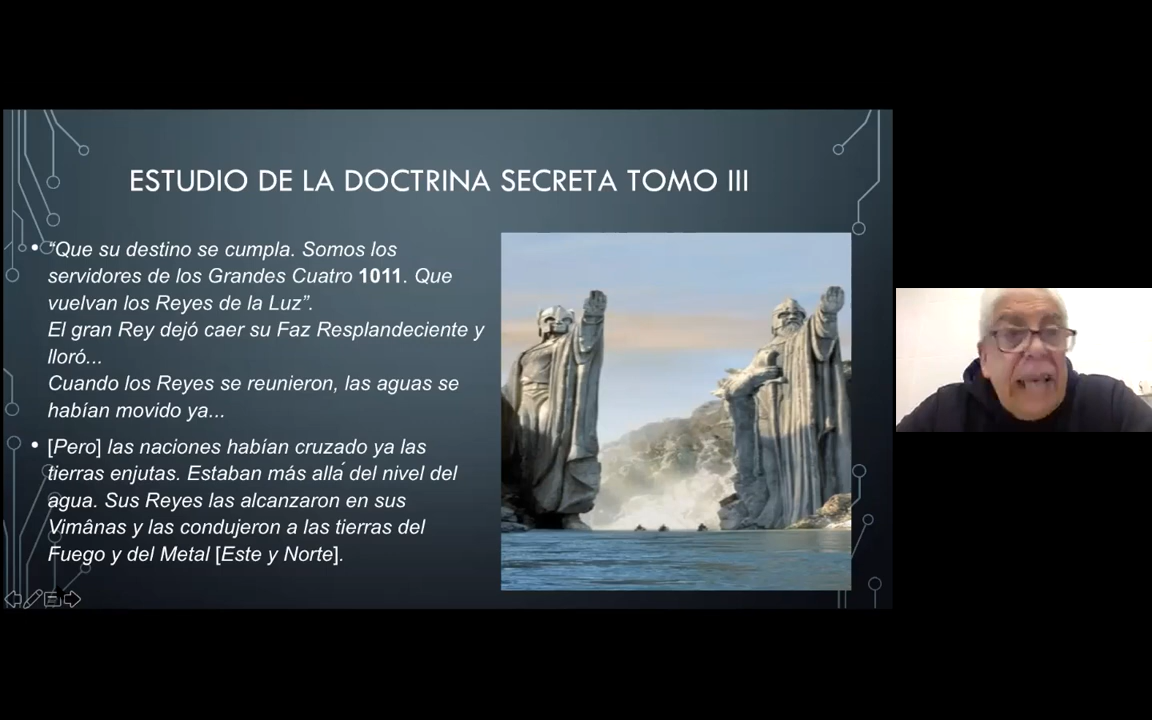 ESTUDIO DE LA DOCTRINA SECRETA TOMO III
• “Que su destino se cumpla. Somos los
servidores de los Grandes Cuatro 1011. Que
vuelvan los Reyes de la Luz”.
El gran Rey dejó caer su Faz Resplandeciente y
lloró...
Cuando los Reyes se reunieron, las aguas se
habían movido ya...
• [Pero] las naciones habían cruzado ya las
tierras enjutas. Estaban más allá del nivel del
agua. Sus Reyes las alcanzaron en sus
Vimânas y las condujeron a las tierras del
Fuego y del Metal [Este y Norte].